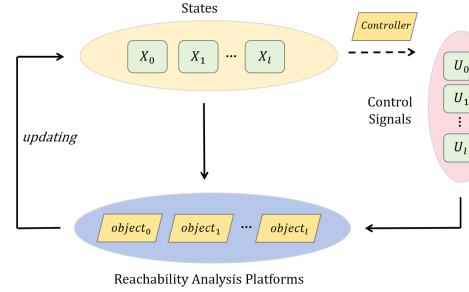 States
Controller
X₀ X₁ ... Xₗ
U₀
Control
Signals
U₁
⋮
Uₗ
updating
object₀ object₁ ... objectₗ
Reachability Analysis Platforms